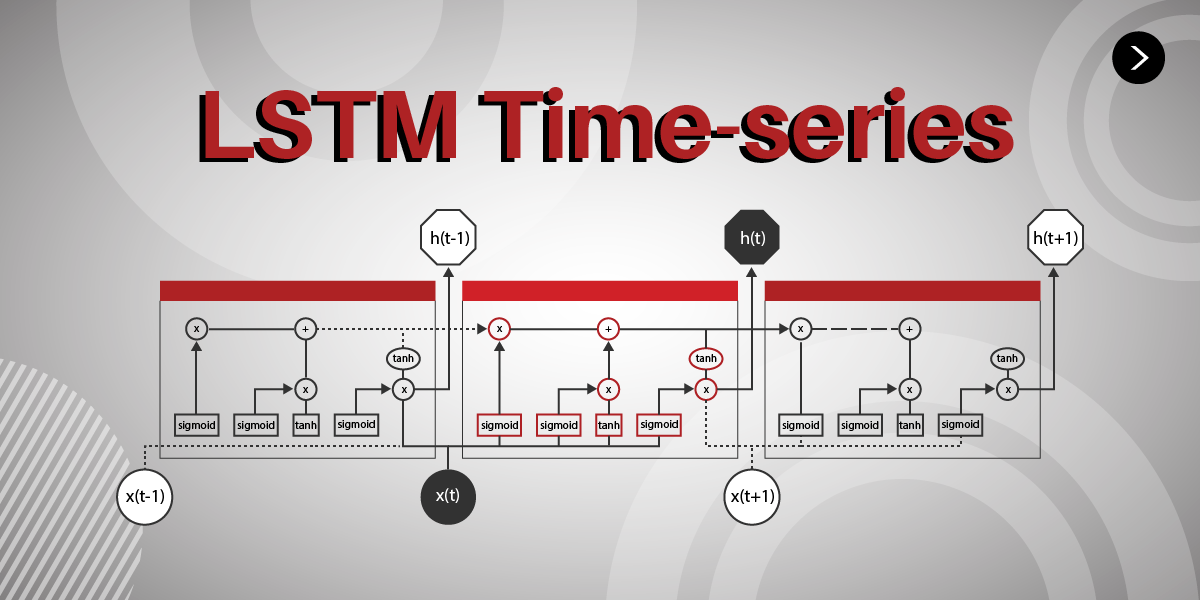 LSTM Time-series
h(t-1) h(t) h(t+1)
x + x + x +
tanh tanh tanh
x x x x x x
sigmoid sigmoid tanh sigmoid sigmoid sigmoid tanh sigmoid sigmoid sigmoid tanh sigmoid
x(t-1) x(t) x(t+1)